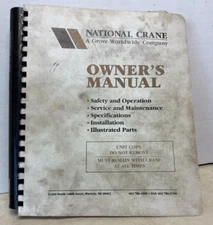 NATIONAL CRANE
A Grove Worldwide Company
OWNER'S
MANUAL
• Safety and Operation
• Service and Maintenance
• Specifications
• Installation
• Illustrated Parts
UNIT COPY
DO NOT REMOVE
MUST REMAIN WITH CRANE
AT ALL TIMES